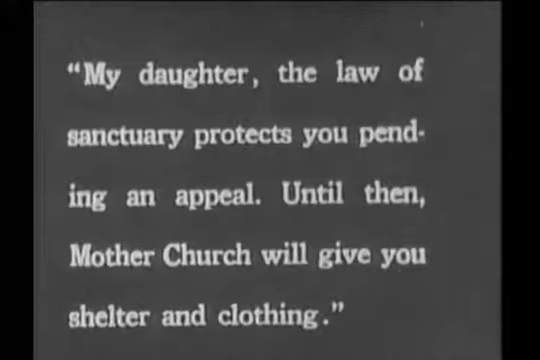 “My daughter, the law of
sanctuary protects you pend-
ing an appeal. Until then,
Mother Church will give you
shelter and clothing.”